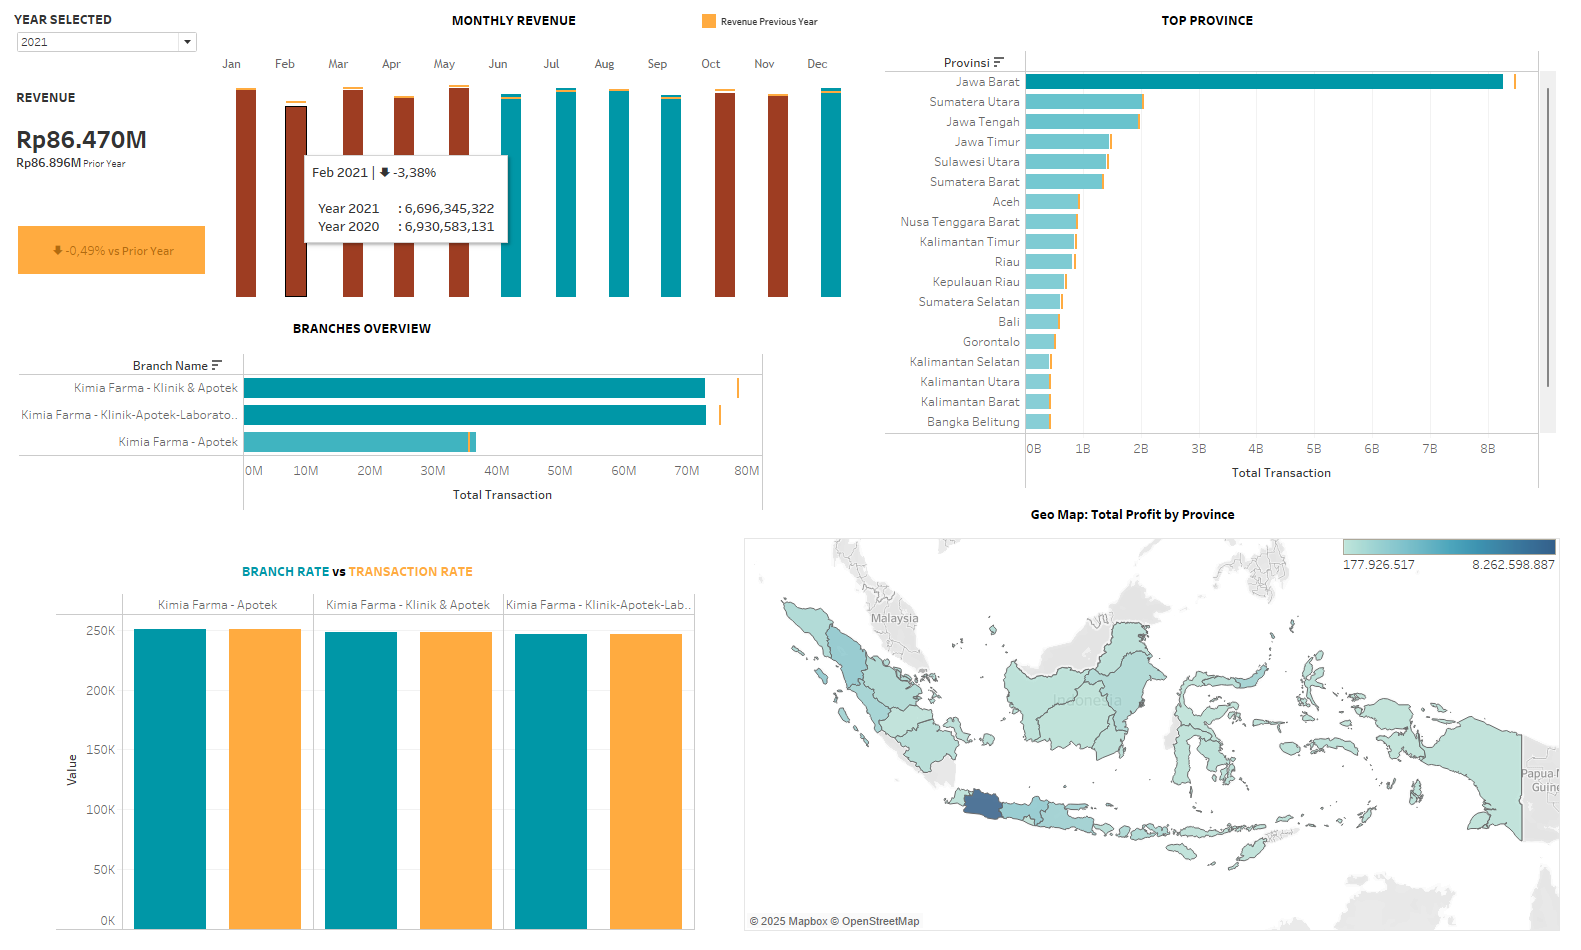 YEAR SELECTED
2021
REVENUE
Rp86.470M
Rp86.896M Prior Year
-0,49% vs Prior Year
MONTHLY REVENUE
Revenue Previous Year
Jan Feb Mar Apr May Jun Jul Aug Sep Oct Nov Dec
Feb 2021 | -3,38%
Year 2021 : 6,696,345,322
Year 2020 : 6,930,583,131
TOP PROVINCE
Provinsi
Jawa Barat
Sumatera Utara
Jawa Tengah
Jawa Timur
Sulawesi Utara
Sumatera Barat
Aceh
Nusa Tenggara Barat
Kalimantan Timur
Riau
Kepulauan Riau
Sumatera Selatan
Bali
Gorontalo
Kalimantan Selatan
Kalimantan Utara
Kalimantan Barat
Bangka Belitung
0B 1B 2B 3B 4B 5B 6B 7B 8B
Total Transaction
BRANCHES OVERVIEW
Branch Name
Kimia Farma - Klinik & Apotek
Kimia Farma - Klinik-Apotek-Laborato..
Kimia Farma - Apotek
0M 10M 20M 30M 40M 50M 60M 70M 80M
Total Transaction
BRANCH RATE vs TRANSACTION RATE
Kimia Farma - Apotek Kimia Farma - Klinik & Apotek Kimia Farma - Klinik-Apotek-Lab..
250K
200K
150K
100K
50K
0K
Value
Geo Map: Total Profit by Province
177.926.517 8.262.598.887
Malaysia
Indonesia
Papua N
Guine
© 2025 Mapbox © OpenStreetMap